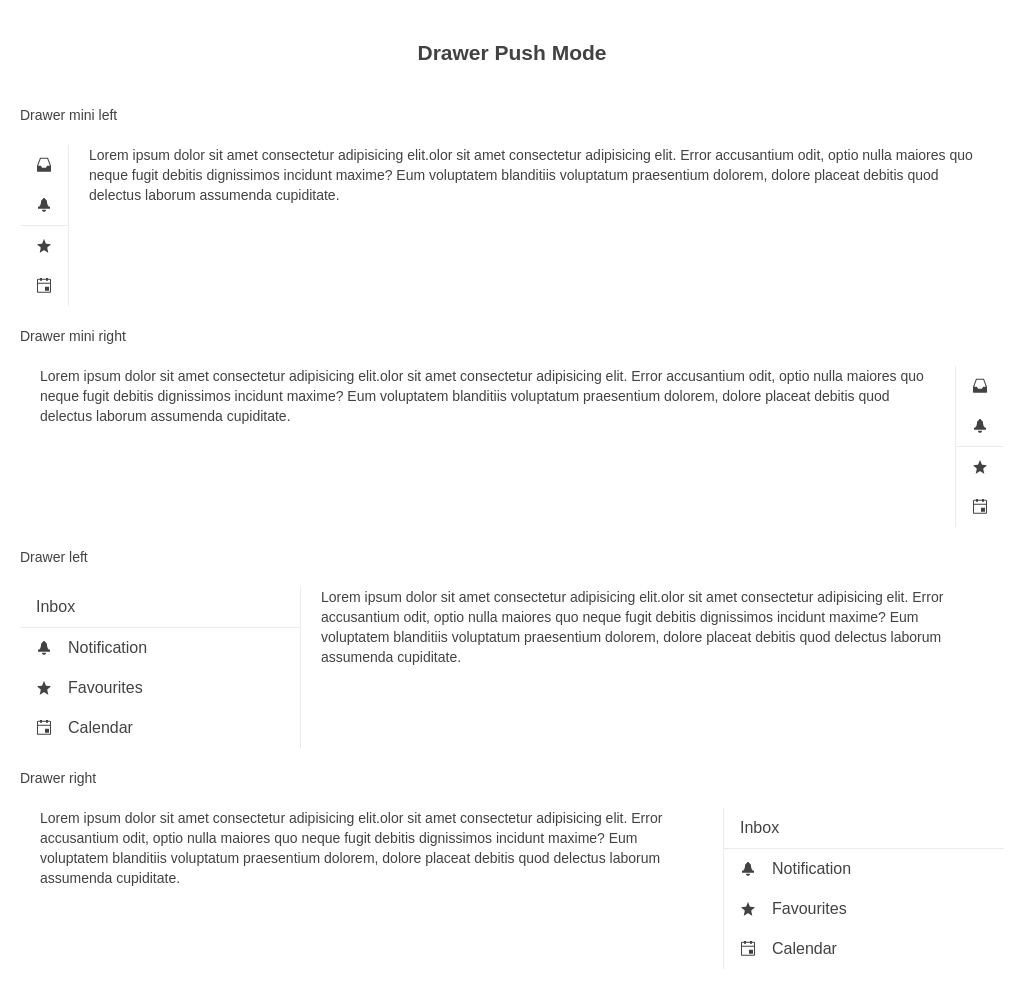 Drawer Push Mode
Drawer mini left
Lorem ipsum dolor sit amet consectetur adipisicing elit.olor sit amet consectetur adipisicing elit. Error accusantium odit, optio nulla maiores quo
neque fugit debitis dignissimos incidunt maxime? Eum voluptatem blanditiis voluptatum praesentium dolorem, dolore placeat debitis quod
delectus laborum assumenda cupiditate.
Drawer mini right
Lorem ipsum dolor sit amet consectetur adipisicing elit.olor sit amet consectetur adipisicing elit. Error accusantium odit, optio nulla maiores quo
neque fugit debitis dignissimos incidunt maxime? Eum voluptatem blanditiis voluptatum praesentium dolorem, dolore placeat debitis quod
delectus laborum assumenda cupiditate.
Drawer left
Inbox
Notification
Favourites
Calendar
Lorem ipsum dolor sit amet consectetur adipisicing elit.olor sit amet consectetur adipisicing elit. Error
accusantium odit, optio nulla maiores quo neque fugit debitis dignissimos incidunt maxime? Eum
voluptatem blanditiis voluptatum praesentium dolorem, dolore placeat debitis quod delectus laborum
assumenda cupiditate.
Drawer right
Lorem ipsum dolor sit amet consectetur adipisicing elit.olor sit amet consectetur adipisicing elit. Error
accusantium odit, optio nulla maiores quo neque fugit debitis dignissimos incidunt maxime? Eum
voluptatem blanditiis voluptatum praesentium dolorem, dolore placeat debitis quod delectus laborum
assumenda cupiditate.
Inbox
Notification
Favourites
Calendar